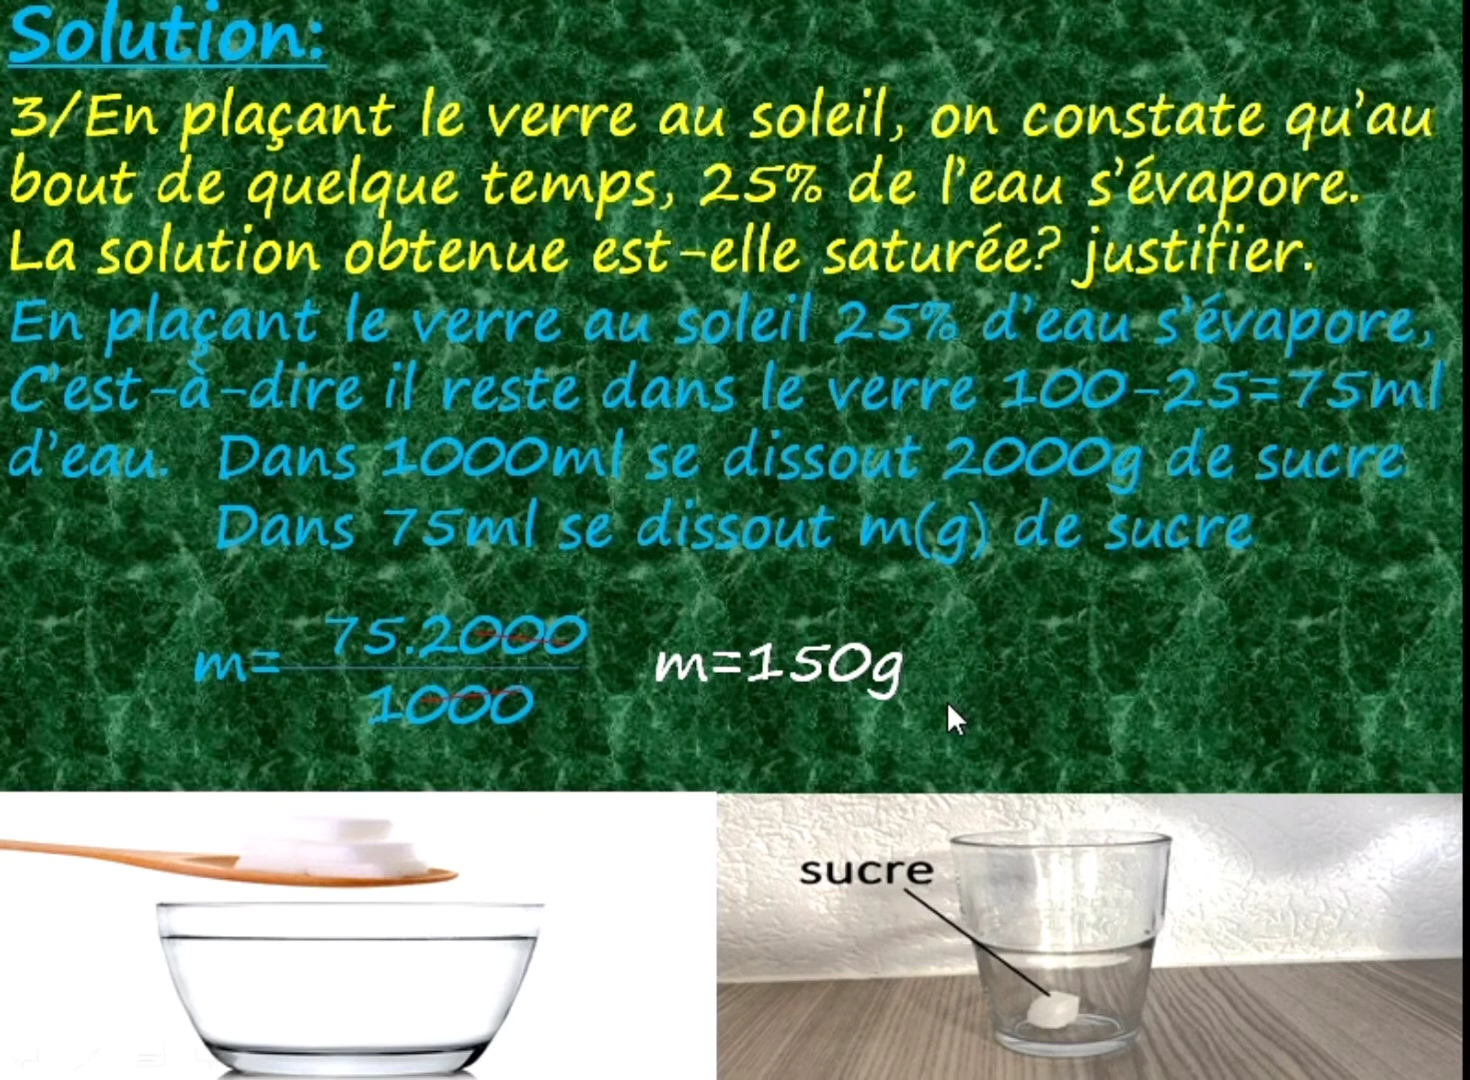 Solution:
3/En plaçant le verre au soleil, on constate qu'au
bout de quelque temps, 25% de l'eau s'évapore.
La solution obtenue est-elle saturée? justifier.
En plaçant le verre au soleil 25% d'eau s'évapore,
C'est-à-dire il reste dans le verre 100-25=75ml
d'eau. Dans 1000ml se dissout 2000g de sucre
Dans 75ml se dissout m(g) de sucre
75.2000
m= m=150g
1000
sucre